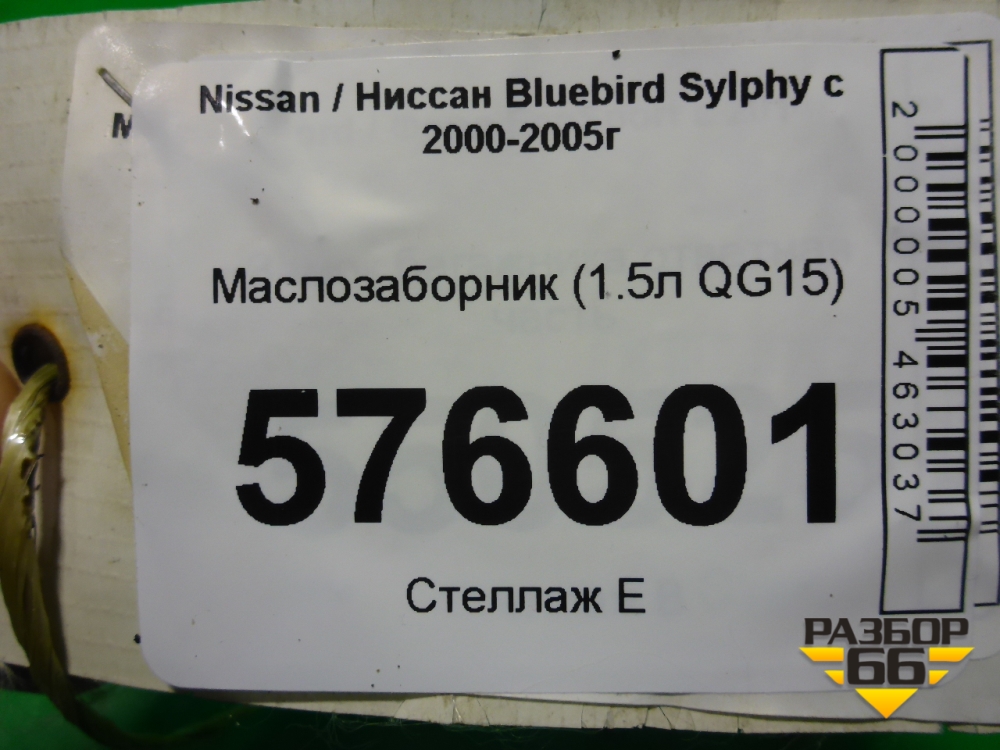 Nissan / Ниссан Bluebird Sylphy с
2000-2005г
Маслозаборник (1.5л QG15)
576601
Стеллаж Е
2000005463037
РАЗБОР
66